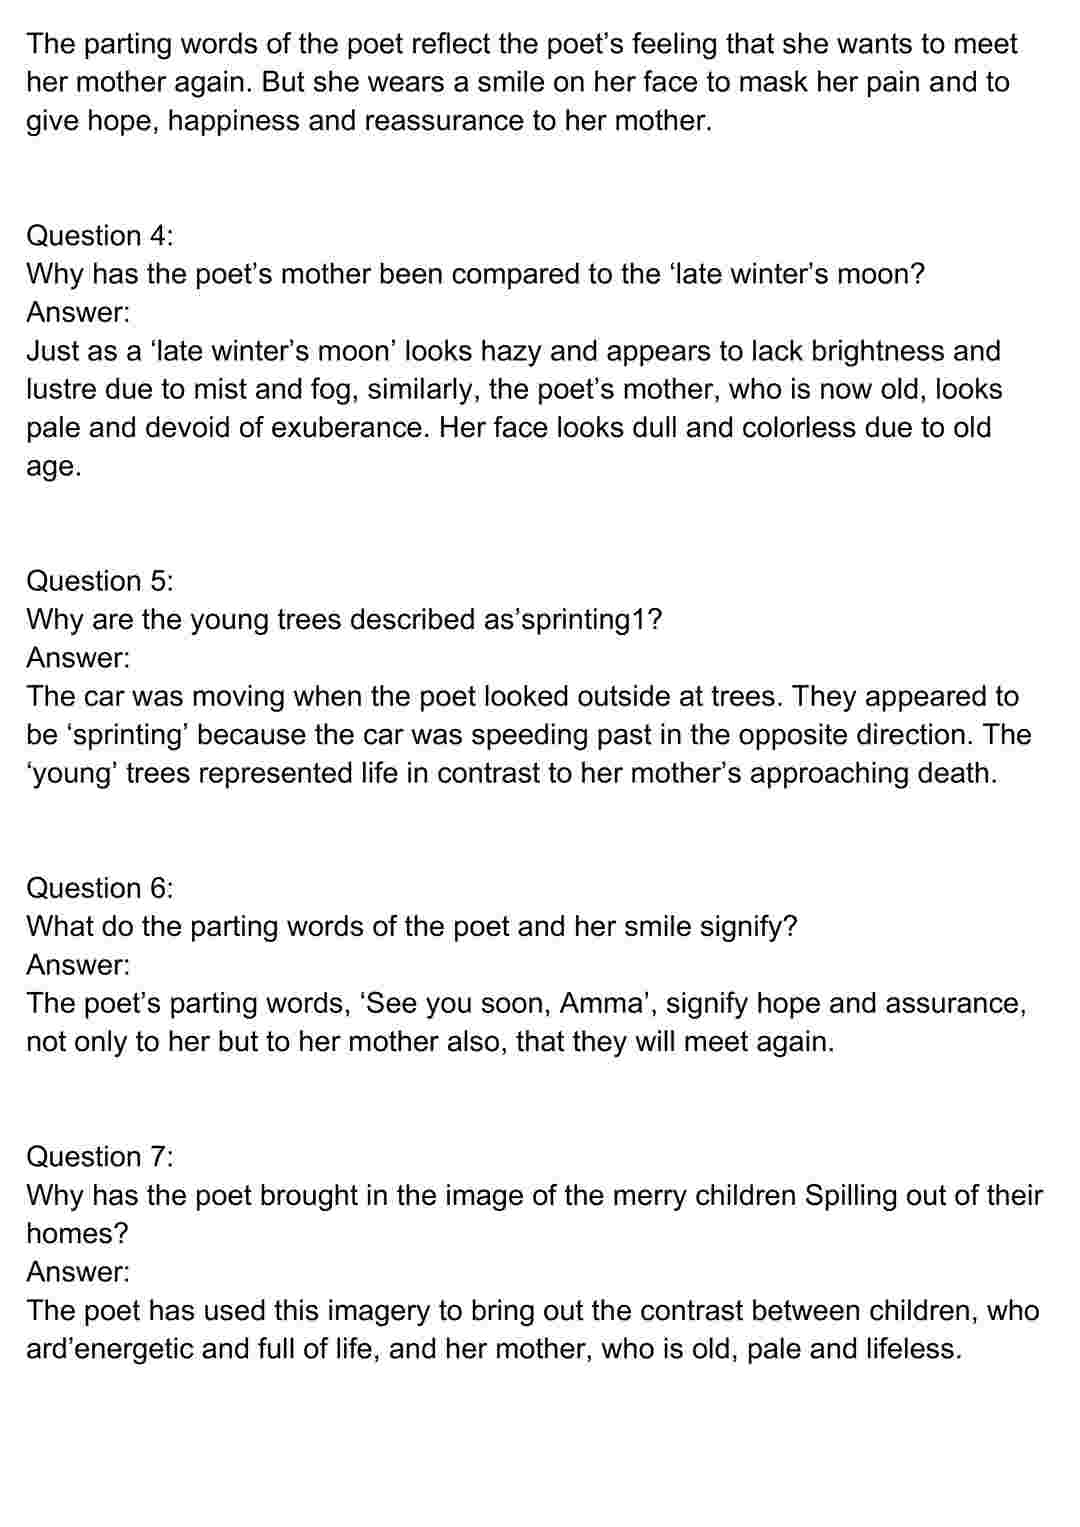 The parting words of the poet reflect the poet’s feeling that she wants to meet
her mother again. But she wears a smile on her face to mask her pain and to
give hope, happiness and reassurance to her mother.
Question 4:
Why has the poet’s mother been compared to the ‘late winter’s moon?
Answer:
Just as a ‘late winter’s moon’ looks hazy and appears to lack brightness and
lustre due to mist and fog, similarly, the poet’s mother, who is now old, looks
pale and devoid of exuberance. Her face looks dull and colorless due to old
age.
Question 5:
Why are the young trees described as’sprinting1?
Answer:
The car was moving when the poet looked outside at trees. They appeared to
be ‘sprinting’ because the car was speeding past in the opposite direction. The
‘young’ trees represented life in contrast to her mother’s approaching death.
Question 6:
What do the parting words of the poet and her smile signify?
Answer:
The poet’s parting words, ‘See you soon, Amma’, signify hope and assurance,
not only to her but to her mother also, that they will meet again.
Question 7:
Why has the poet brought in the image of the merry children Spilling out of their
homes?
Answer:
The poet has used this imagery to bring out the contrast between children, who
ard’energetic and full of life, and her mother, who is old, pale and lifeless.